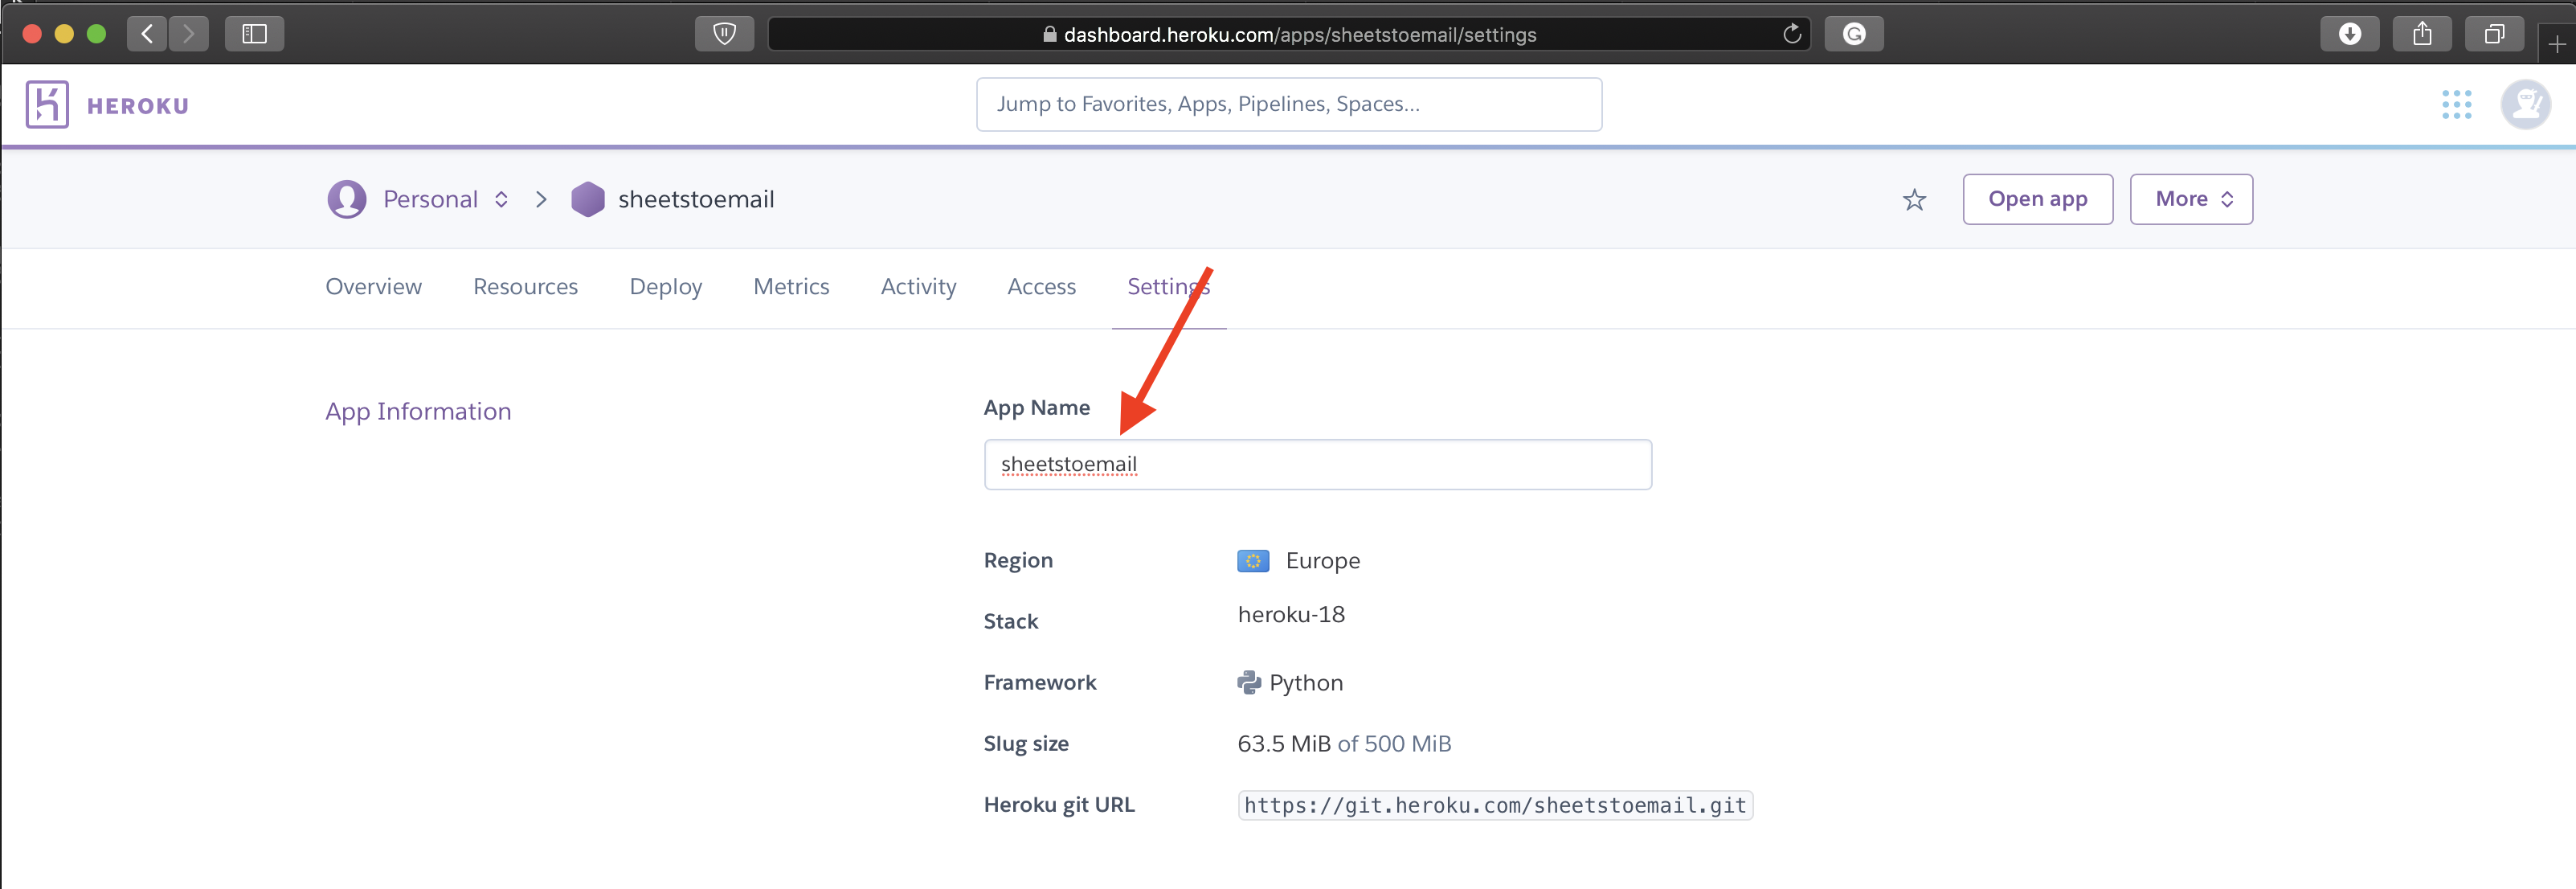 dashboard.heroku.com/apps/sheetstoemail/settings
HEROKU
Jump to Favorites, Apps, Pipelines, Spaces...
Personal > sheetstoemail
Open app
More
Overview Resources Deploy Metrics Activity Access Settings
App Information
App Name
sheetstoemail
Region Europe
Stack heroku-18
Framework Python
Slug size 63.5 MiB of 500 MiB
Heroku git URL https://git.heroku.com/sheetstoemail.git